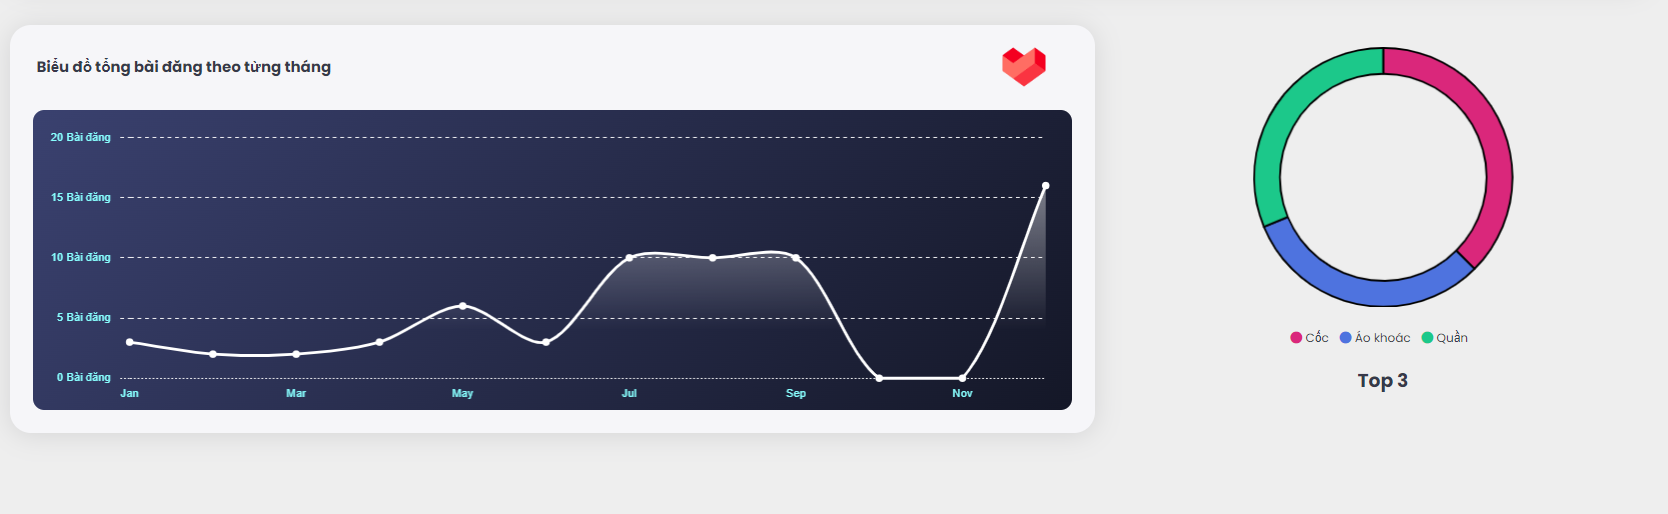 Biểu đồ tổng bài đăng theo từng tháng
20 Bài đăng
15 Bài đăng
10 Bài đăng
5 Bài đăng
0 Bài đăng
Jan Mar May Jul Sep Nov
Cốc Áo khoác Quần
Top 3